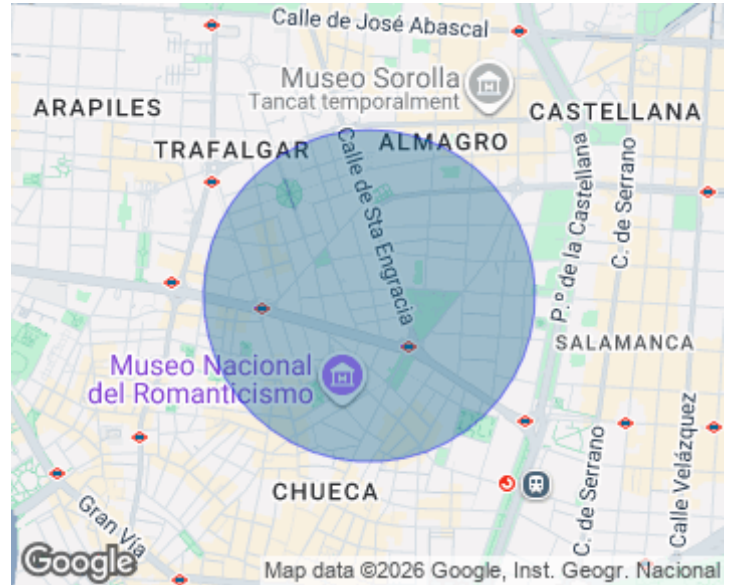 Calle de José Abascal
Museo Sorolla
Tancat temporalment
ARAPILES
CASTELLANA
TRAFALGAR
ALMAGRO
Calle de Sta Engracia
C. de Serrano
P.º de la Castellana
SALAMANCA
Museo Nacional
del Romanticismo
Calle Velázquez
CHUECA
C. de Serrano
Gran Vía
Google
Map data ©2026 Google, Inst. Geogr. Nacional